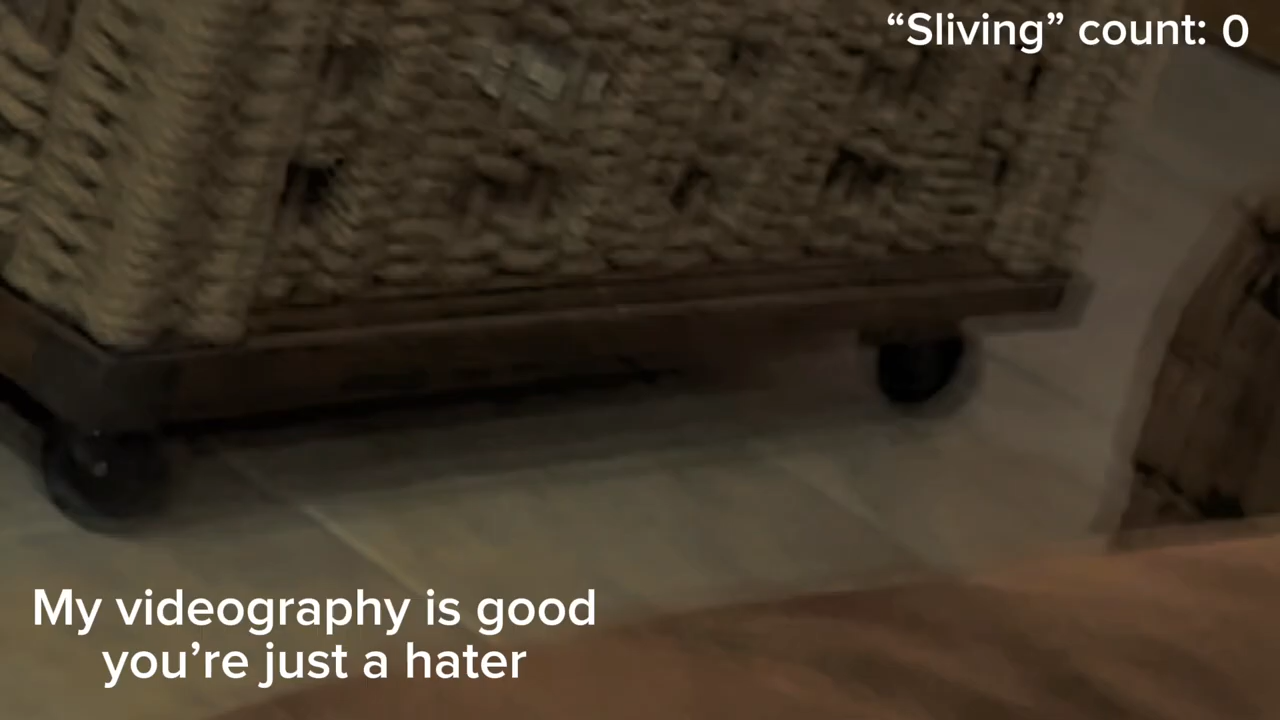 “Sliving” count: 0
My videography is good
you’re just a hater